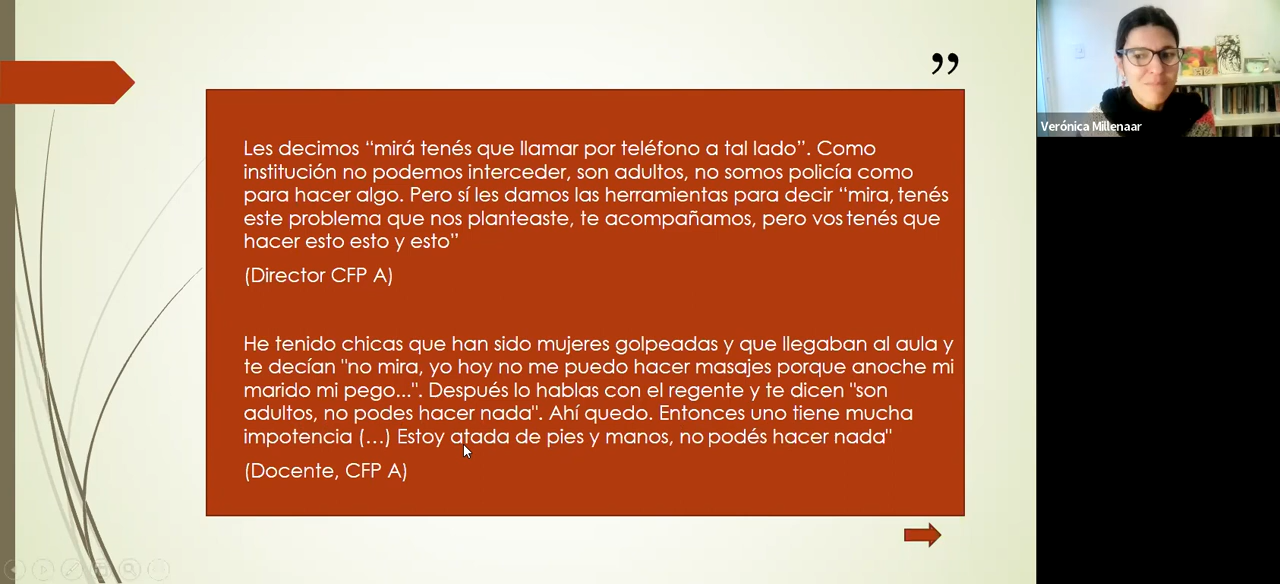 ”
Les decimos “mirá tenés que llamar por teléfono a tal lado”. Como
institución no podemos interceder, son adultos, no somos policía como
para hacer algo. Pero sí les damos las herramientas para decir “mira, tenés
este problema que nos planteaste, te acompañamos, pero vos tenés que
hacer esto esto y esto”
(Director CFP A)
He tenido chicas que han sido mujeres golpeadas y que llegaban al aula y
te decían "no mira, yo hoy no me puedo hacer masajes porque anoche mi
marido mi pego...". Después lo hablas con el regente y te dicen "son
adultos, no podes hacer nada". Ahí quedo. Entonces uno tiene mucha
impotencia (…) Estoy atada de pies y manos, no podés hacer nada"
(Docente, CFP A)
Verónica Millenaar